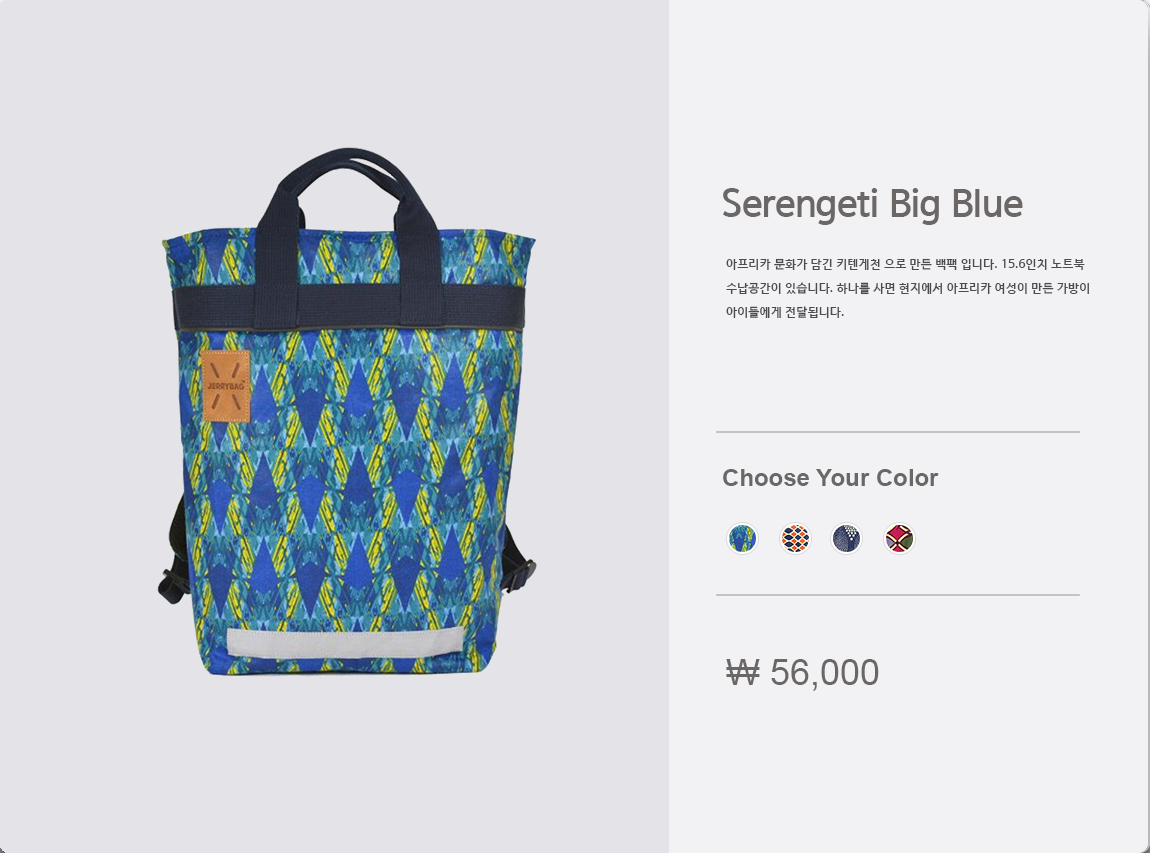 Serengeti Big Blue
아프리카 문화가 담긴 키텐게천 으로 만든 백팩 입니다. 15.6인치 노트북
수납공간이 있습니다. 하나를 사면 현지에서 아프리카 여성이 만든 가방이
아이들에게 전달됩니다.
JERRYBAG
Choose Your Color
₩ 56,000